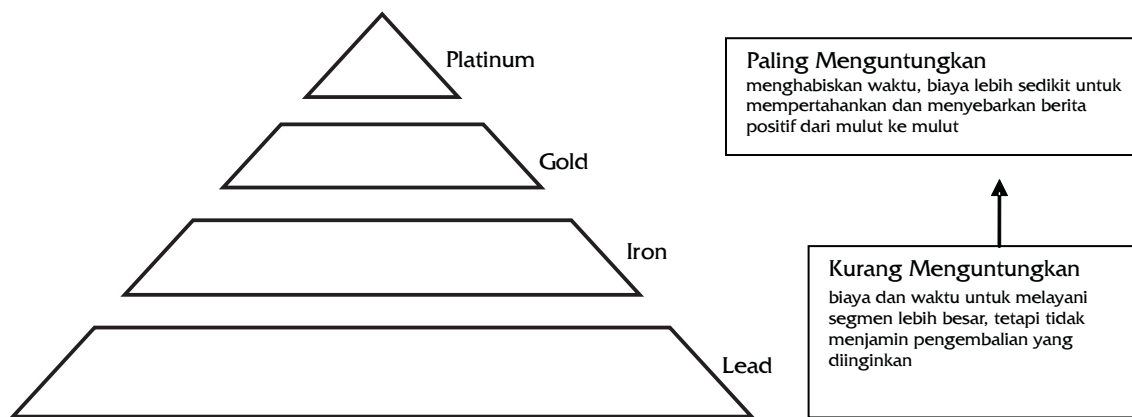 Platinum
Gold
Iron
Lead
Paling Menguntungkan
menghabiskan waktu, biaya lebih sedikit untuk
mempertahankan dan menyebarkan berita
positif dari mulut ke mulut
Kurang Menguntungkan
biaya dan waktu untuk melayani
segmen lebih besar, tetapi tidak
menjamin pengembalian yang
diinginkan